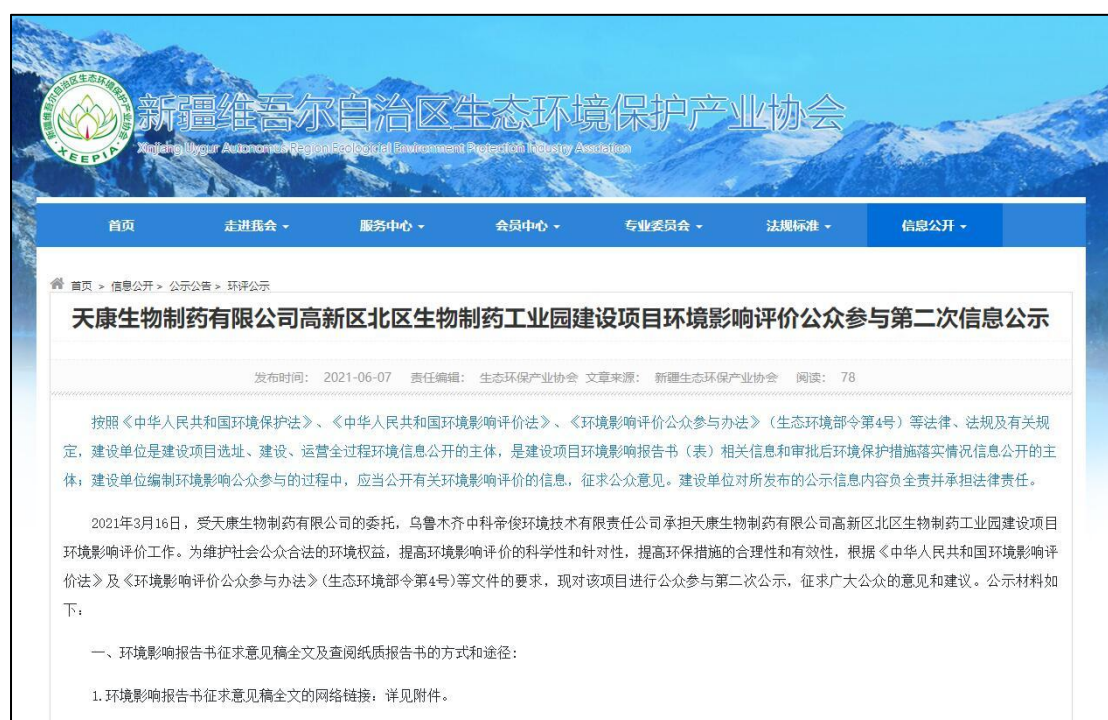 新疆维吾尔自治区生态环境保护产业协会
XEEPIA
Xinjiang Uygur Autonomous Region Ecological Environment Protection Industry Association
首页 走进我会 服务中心 会员中心 专业委员会 法规标准 信息公开
首页 > 信息公开 > 公示公告 > 环评公示
天康生物制药有限公司高新区北区生物制药工业园建设项目环境影响评价公众参与第二次信息公示
发布时间： 2021-06-07 责任编辑： 生态环保产业协会 文章来源： 新疆生态环保产业协会 阅读： 78
按照《中华人民共和国环境保护法》、《中华人民共和国环境影响评价法》、《环境影响评价公众参与办法》（生态环境部令第4号）等法律、法规及有关规
定，建设单位是建设项目选址、建设、运营全过程环境信息公开的主体，是建设项目环境影响报告书（表）相关信息和审批后环境保护措施落实情况信息公开的主
体；建设单位编制环境影响公众参与的过程中，应当公开有关环境影响评价的信息，征求公众意见。建设单位对所发布的公示信息内容负全责并承担法律责任。
2021年3月16日，受天康生物制药有限公司的委托，乌鲁木齐中科帝俊环境技术有限责任公司承担天康生物制药有限公司高新区北区生物制药工业园建设项目
环境影响评价工作。为维护社会公众合法的环境权益，提高环境影响评价的科学性和针对性，提高环保措施的合理性和有效性，根据《中华人民共和国环境影响评
价法》及《环境影响评价公众参与办法》（生态环境部令第4号）等文件的要求，现对该项目进行公众参与第二次公示，征求广大公众的意见和建议。公示材料如
下：
一、环境影响报告书征求意见稿全文及查阅纸质报告书的方式和途径：
1.环境影响报告书征求意见稿全文的网络链接：详见附件。